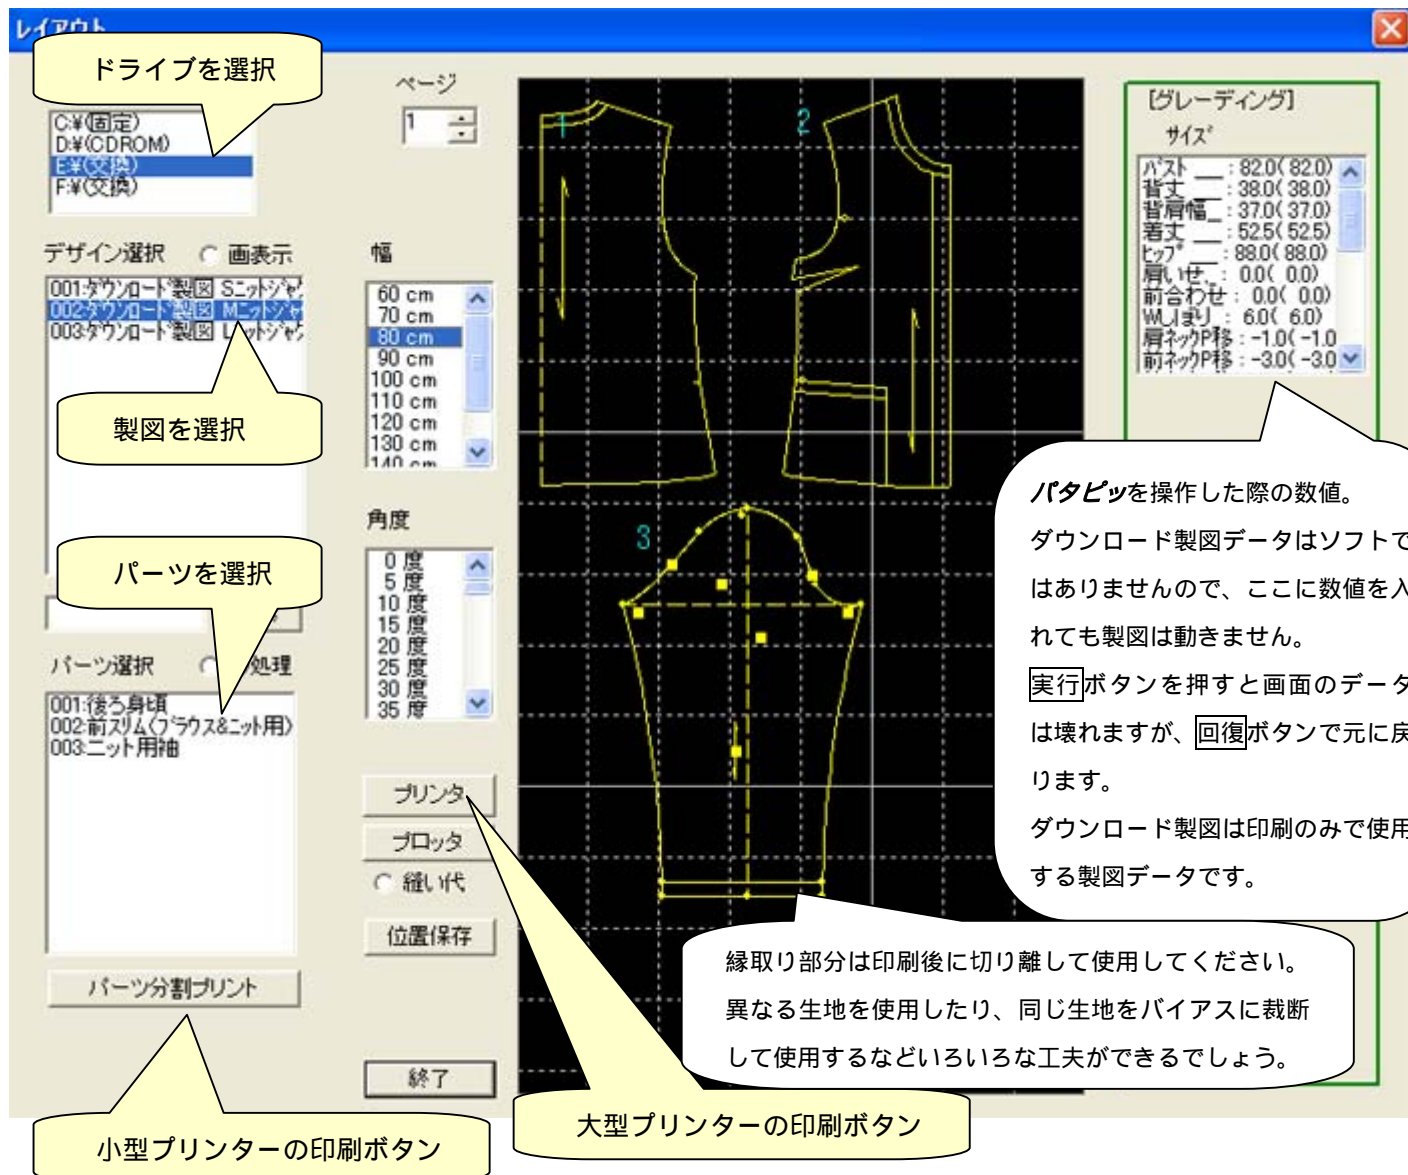 レイアウト
ドライブを選択
C:¥(固定)
D:¥(CDROM)
E:¥(交換)
F:¥(交換)
ページ
1
デザイン選択
画表示
001:ダウンロード製図 Sニットジャケ
002:ダウンロード製図 Mニットジャケ
003:ダウンロード製図 Lニットジャケ
製図を選択
幅
60 cm
70 cm
80 cm
90 cm
100 cm
110 cm
120 cm
130 cm
140 cm
角度
0 度
5 度
10 度
15 度
20 度
25 度
30 度
35 度
パーツを選択
パーツ選択
処理
001:後ろ身頃
002:前スリム(ブラウス&ニット用)
003:ニット用袖
プリンタ
プロッタ
縫い代
位置保存
パーツ分割プリント
終了
小型プリンターの印刷ボタン
大型プリンターの印刷ボタン
1
2
3
[グレーディング]
サイズ
バスト __ : 82.0( 82.0)
背丈 __ : 38.0( 38.0)
背肩幅_ : 37.0( 37.0)
着丈 __ : 52.5( 52.5)
ヒップ __ : 88.0( 88.0)
肩いせ_ : 0.0( 0.0)
前合わせ : 0.0( 0.0)
Wしぼり : 6.0( 6.0)
肩ネックP移 : -1.0( -1.0
前ネックP移 : -3.0( -3.0
パタピッを操作した際の数値。
ダウンロード製図データはソフトで
はありませんので、ここに数値を入
れても製図は動きません。
実行ボタンを押すと画面のデータ
は壊れますが、回復ボタンで元に戻
ります。
ダウンロード製図は印刷のみで使用
する製図データです。
縁取り部分は印刷後に切り離して使用してください。
異なる生地を使用したり、同じ生地をバイアスに裁断
して使用するなどいろいろな工夫ができるでしょう。